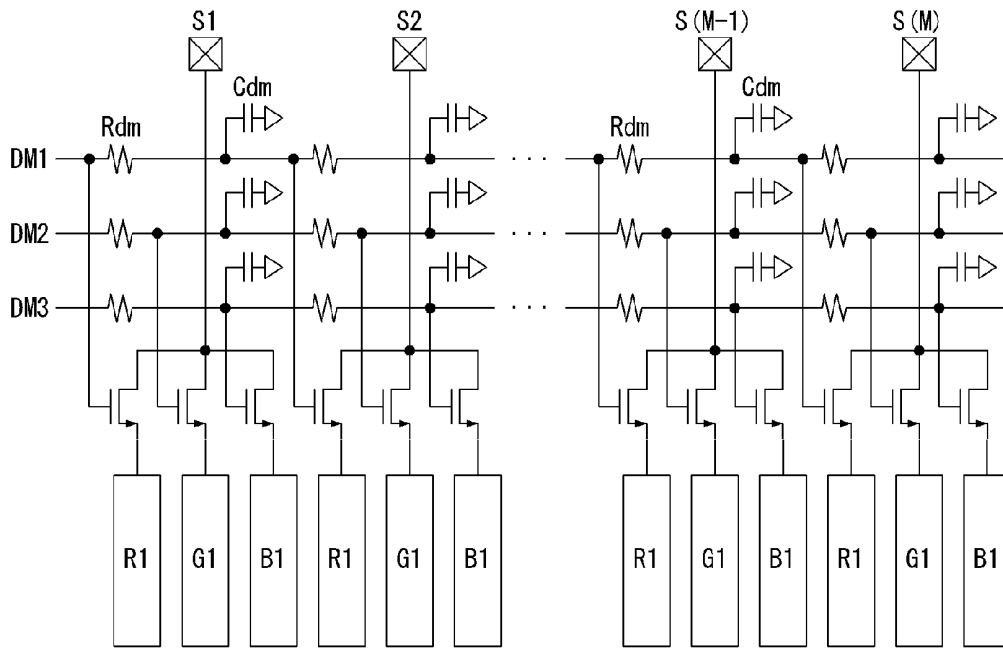 S1 S2 S(M-1) S(M)
Cdm Cdm
Rdm Rdm
DM1 · · ·
DM2 · · ·
DM3 · · ·
R1 G1 B1 R1 G1 B1 R1 G1 B1 R1 G1 B1